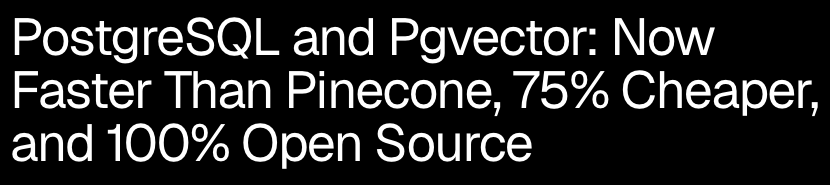 PostgreSQL and Pgvector: Now
Faster Than Pinecone, 75% Cheaper,
and 100% Open Source